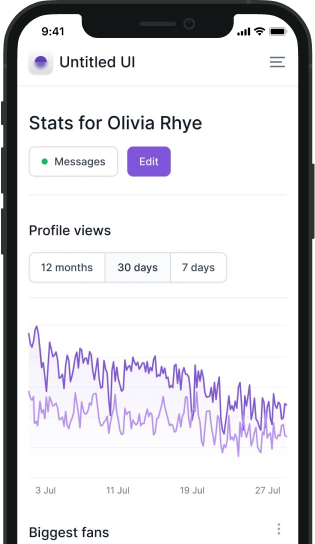 9:41
Untitled UI
Stats for Olivia Rhye
Messages Edit
Profile views
12 months 30 days 7 days
3 Jul 11 Jul 19 Jul 27 Jul
Biggest fans